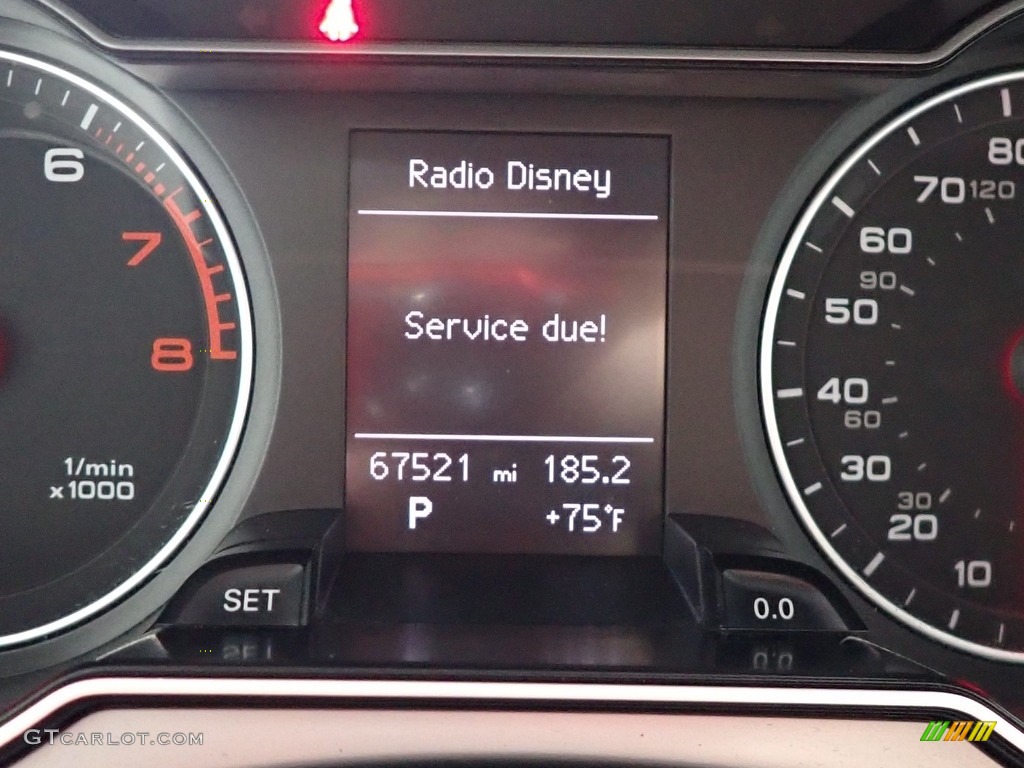 Radio Disney
Service due!
67521 mi 185.2
P +75°F
6
7
8
1/min
x1000
80
70 120
60
90
50
40
60
30
30
20
10
SET
0.0
GTCARLOT.COM